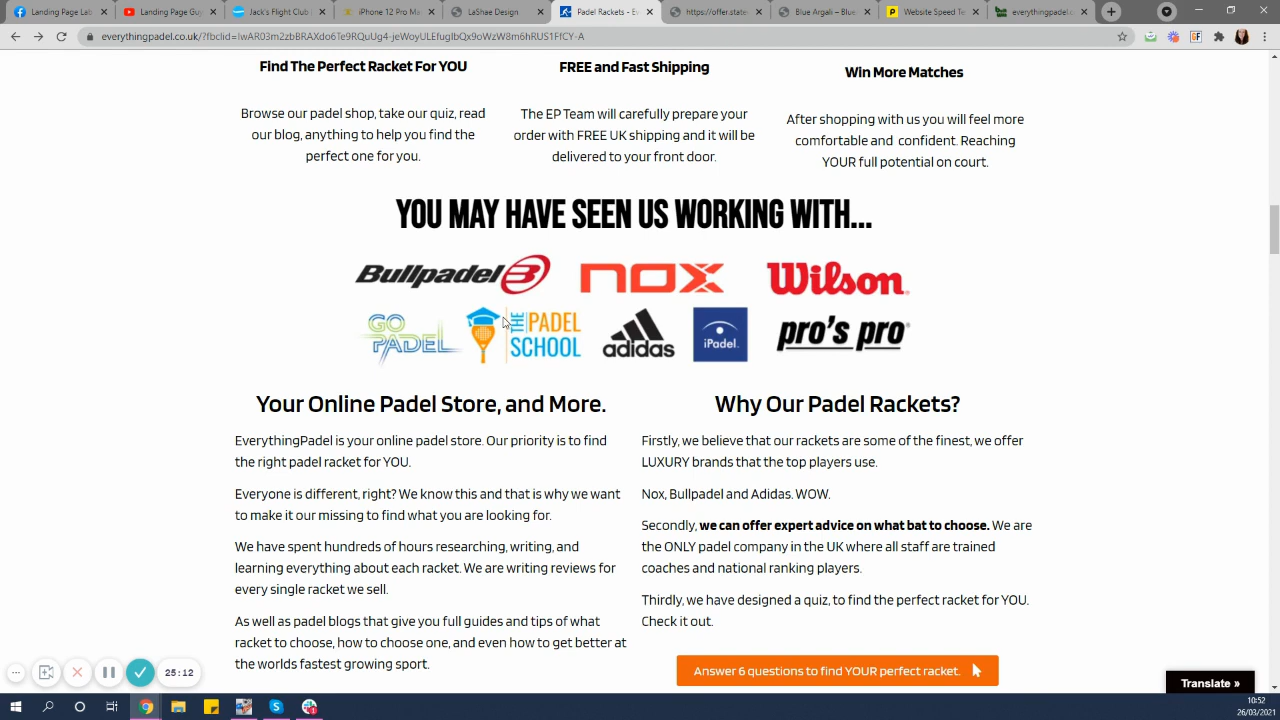 Landing Page Lab
Landing Page Gu
Jack's Flight Club
iPhone 12 Pro Ma
LaShae Design
Padel Rackets - Ev
https://offer.state
Blue Argali – Blue
Website Speed Te
everythingpadel.c
everythingpadel.co.uk/?fbclid=IwAR03m2zbBRAXdo6Te9RQuUg4-jeWoyULEfugIbQx9oWzW8m6hRUS1FfCY-A
Find The Perfect Racket For YOU
FREE and Fast Shipping
Win More Matches
Browse our padel shop, take our quiz, read
our blog, anything to help you find the
perfect one for you.
The EP Team will carefully prepare your
order with FREE UK shipping and it will be
delivered to your front door.
After shopping with us you will feel more
comfortable and confident. Reaching
YOUR full potential on court.
YOU MAY HAVE SEEN US WORKING WITH...
Bullpadel
nox
Wilson
GO PADEL
THE PADEL SCHOOL
adidas
iPadel
pro's pro
Your Online Padel Store, and More.
EverythingPadel is your online padel store. Our priority is to find
the right padel racket for YOU.
Everyone is different, right? We know this and that is why we want
to make it our missing to find what you are looking for.
We have spent hundreds of hours researching, writing, and
learning everything about each racket. We are writing reviews for
every single racket we sell.
As well as padel blogs that give you full guides and tips of what
racket to choose, how to choose one, and even how to get better at
the worlds fastest growing sport.
Why Our Padel Rackets?
Firstly, we believe that our rackets are some of the finest, we offer
LUXURY brands that the top players use.
Nox, Bullpadel and Adidas. WOW.
Secondly, we can offer expert advice on what bat to choose. We are
the ONLY padel company in the UK where all staff are trained
coaches and national ranking players.
Thirdly, we have designed a quiz, to find the perfect racket for YOU.
Check it out.
Answer 6 questions to find YOUR perfect racket.
25:12
Translate »
10:52
26/03/2021